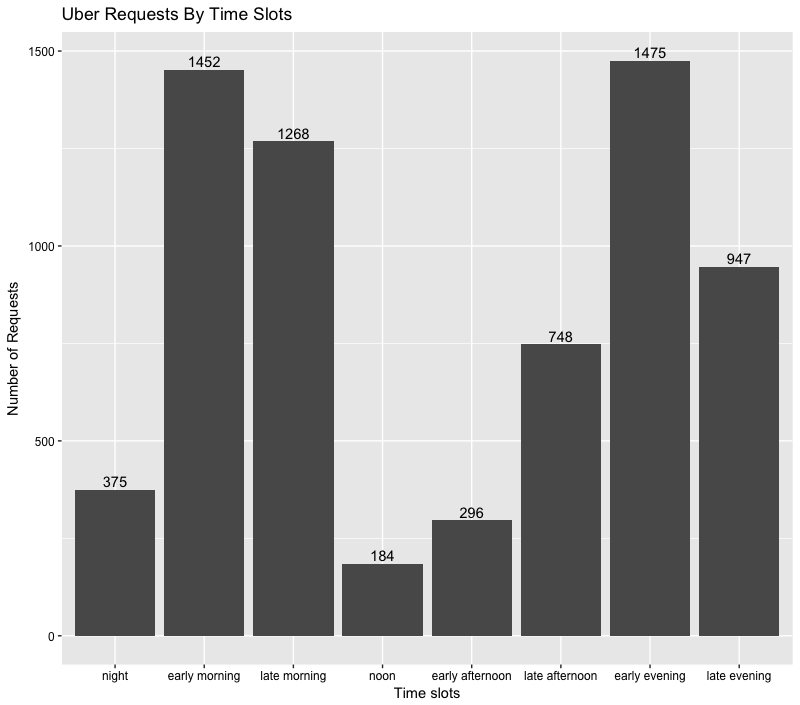 Uber Requests By Time Slots
1500
1000
500
0
Number of Requests
375
1452
1268
184
296
748
1475
947
night
early morning
late morning
noon
early afternoon
late afternoon
early evening
late evening
Time slots